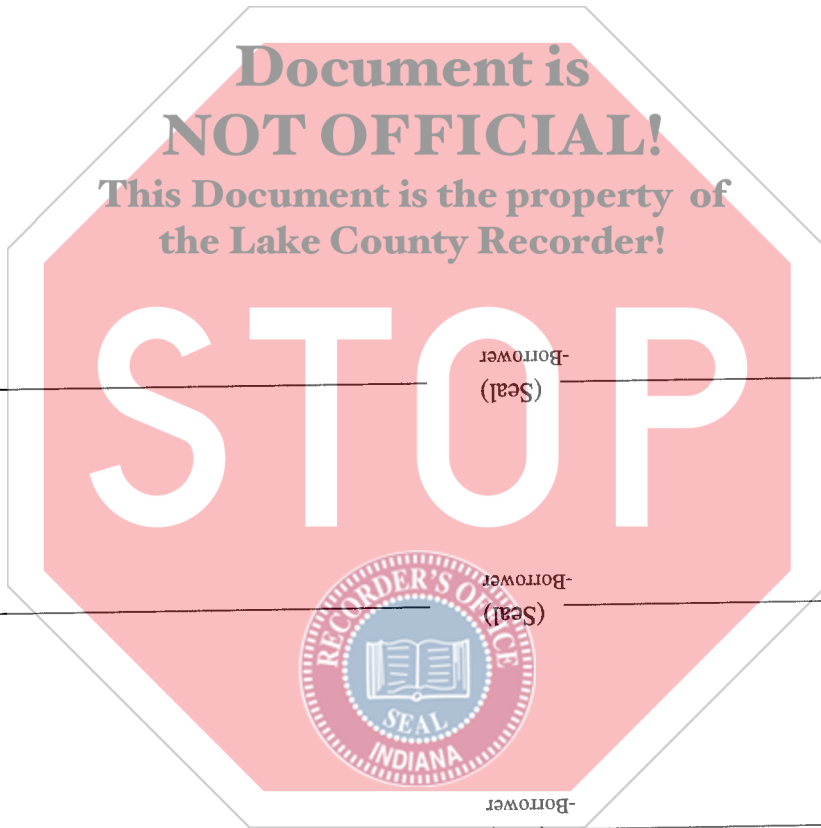 Document is
NOT OFFICIAL!
This Document is the property of
the Lake County Recorder!
STOP
-Borrower
(Seal)
-Borrower
(Seal)
RECORDER'S OFFICE
SEAL
INDIANA
-Borrower